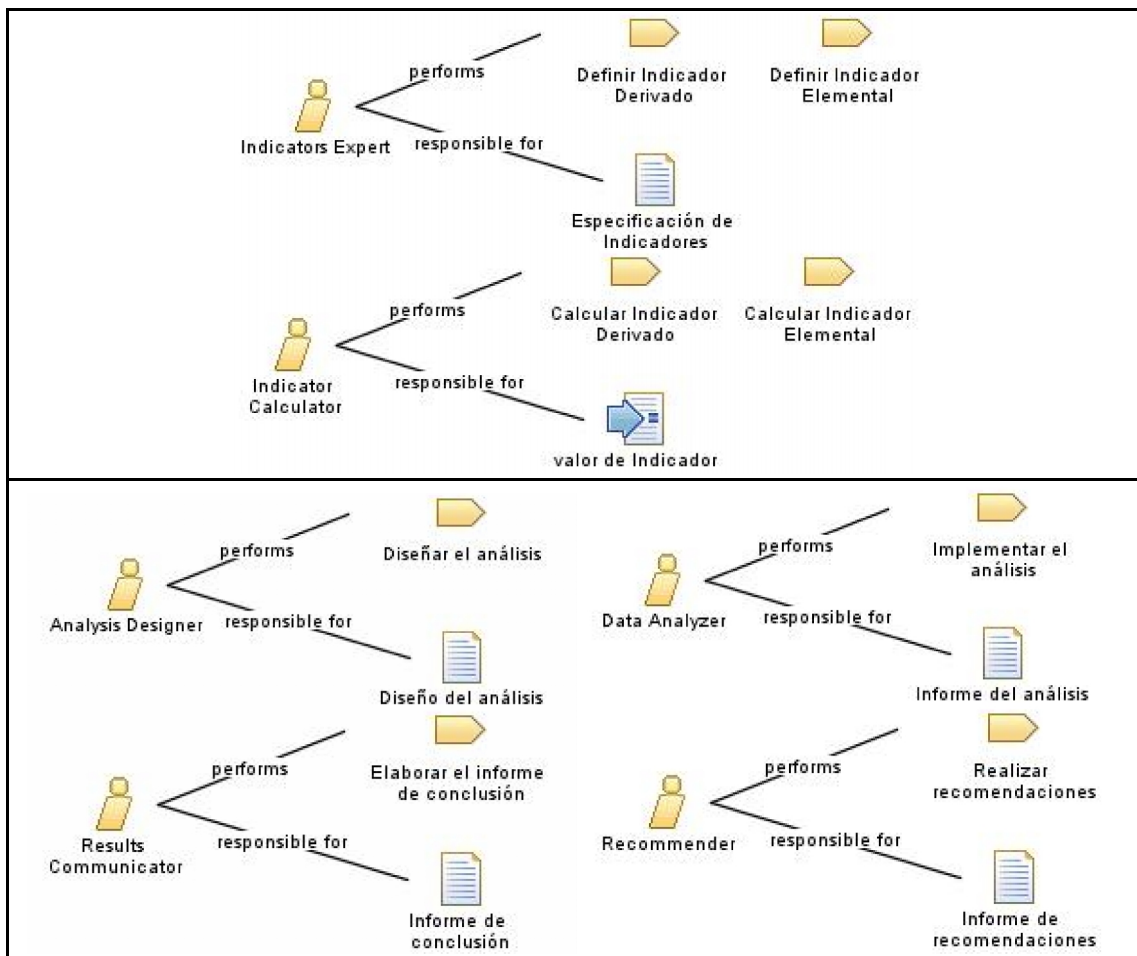 performs
Definir Indicador
Derivado
Definir Indicador
Elemental
Indicators Expert
responsible for
Especificación de
Indicadores
performs
Calcular Indicador
Derivado
Calcular Indicador
Elemental
Indicator
Calculator
responsible for
valor de Indicador
performs
Diseñar el análisis
Analysis Designer
responsible for
Diseño del análisis
performs
Implementar el
análisis
Data Analyzer
responsible for
Informe del análisis
performs
Elaborar el informe
de conclusión
Results
Communicator
responsible for
Informe de
conclusión
performs
Realizar
recomendaciones
Recommender
responsible for
Informe de
recomendaciones